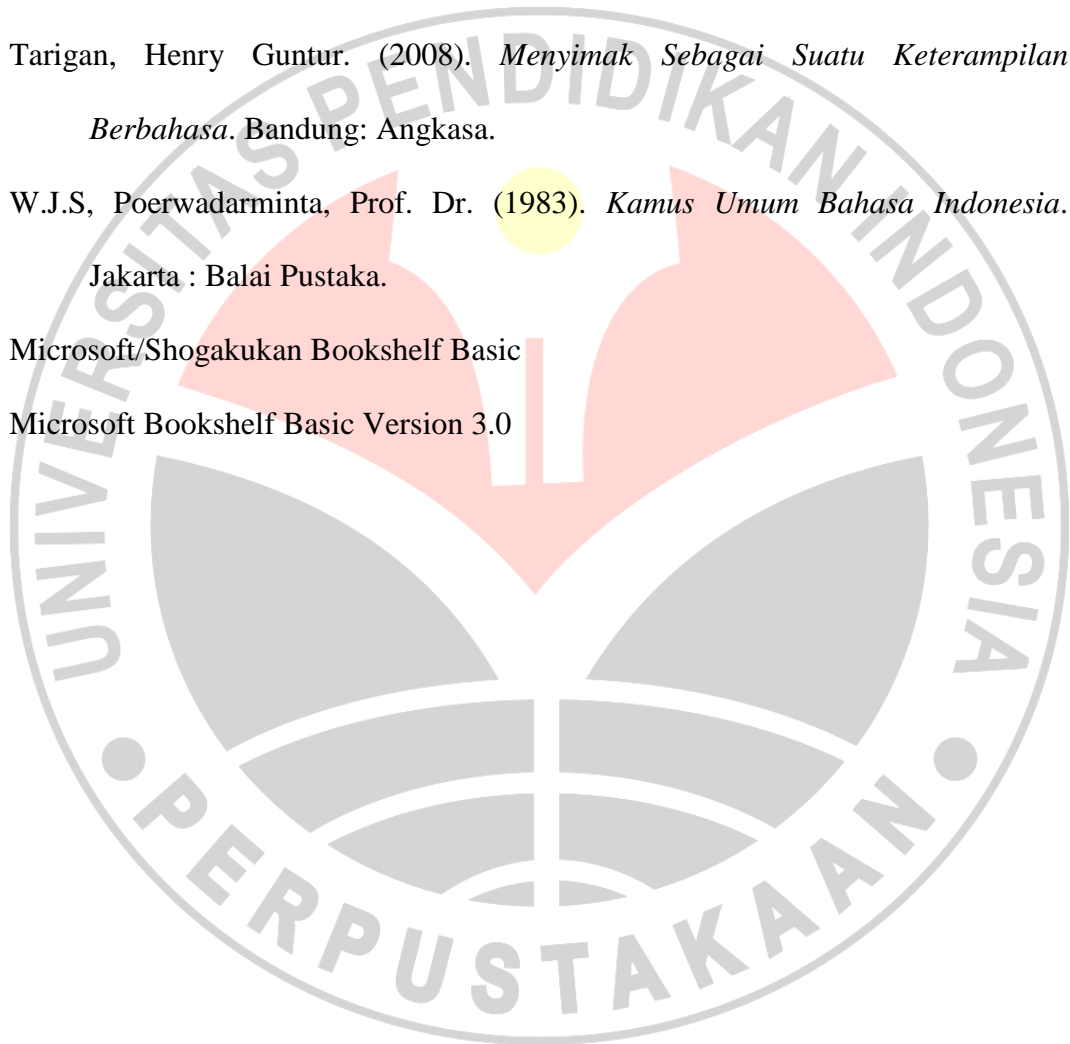 Tarigan, Henry Guntur. (2008). Menyimak Sebagai Suatu Keterampilan
Berbahasa. Bandung: Angkasa.
W.J.S, Poerwadarminta, Prof. Dr. (1983). Kamus Umum Bahasa Indonesia.
Jakarta : Balai Pustaka.
Microsoft/Shogakukan Bookshelf Basic
Microsoft Bookshelf Basic Version 3.0
UNIVERSITAS PENDIDIKAN INDONESIA
PERPUSTAKAAN